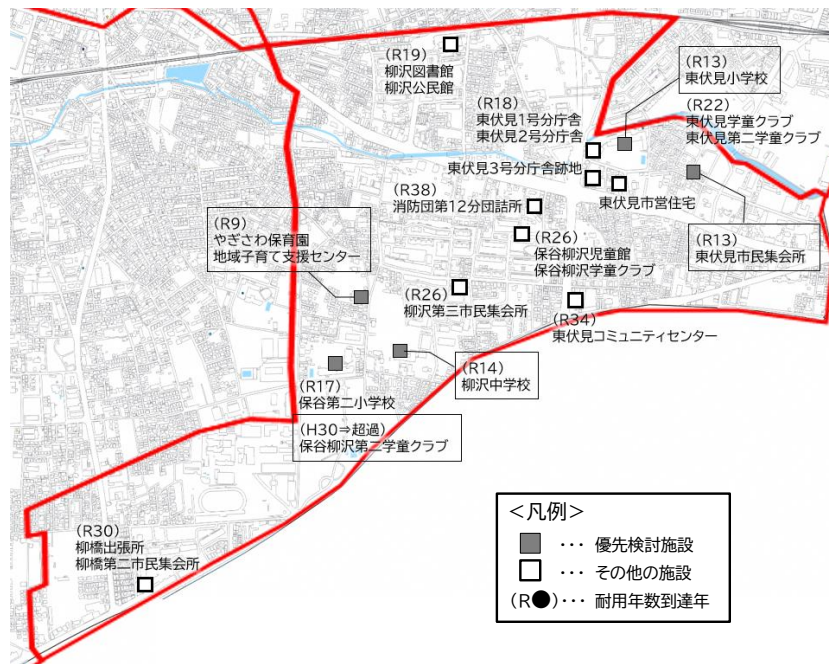 (R19)
柳沢図書館
柳沢公民館
(R13)
東伏見小学校
(R18)
東伏見1号分庁舎
東伏見2号分庁舎
(R22)
東伏見学童クラブ
東伏見第二学童クラブ
東伏見3号分庁舎跡地
(R38)
消防団第12分団詰所
東伏見市営住宅
(R9)
やぎさわ保育園
地域子育て支援センター
(R26)
保谷柳沢児童館
保谷柳沢学童クラブ
(R13)
東伏見市民集会所
(R26)
柳沢第三市民集会所
(R34)
東伏見コミュニティセンター
(R14)
柳沢中学校
(R17)
保谷第二小学校
(H30⇒超過)
保谷柳沢第二学童クラブ
(R30)
柳橋出張所
柳橋第二市民集会所
<凡例>
・・・ 優先検討施設
・・・ その他の施設
(R●)・・・ 耐用年数到達年